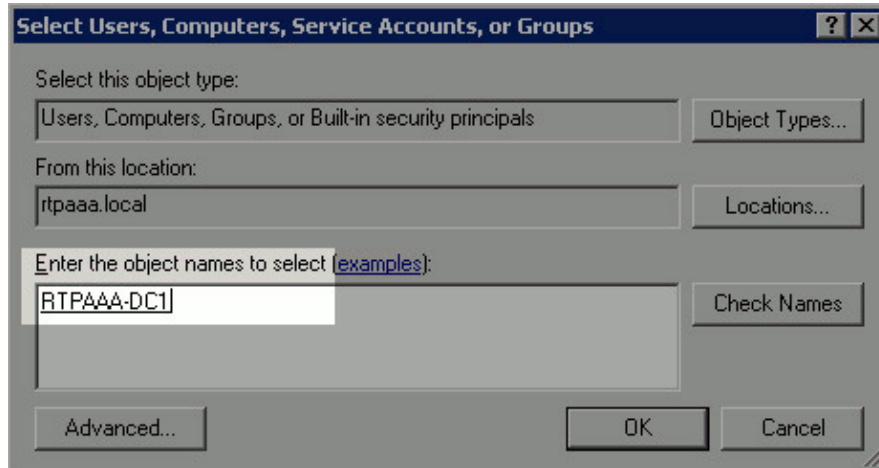 Select Users, Computers, Service Accounts, or Groups
Select this object type:
Users, Computers, Groups, or Built-in security principals
Object Types...
From this location:
rtpaaa.local
Locations...
Enter the object names to select (examples):
RTPAAA-DC1
Check Names
Advanced...
OK
Cancel